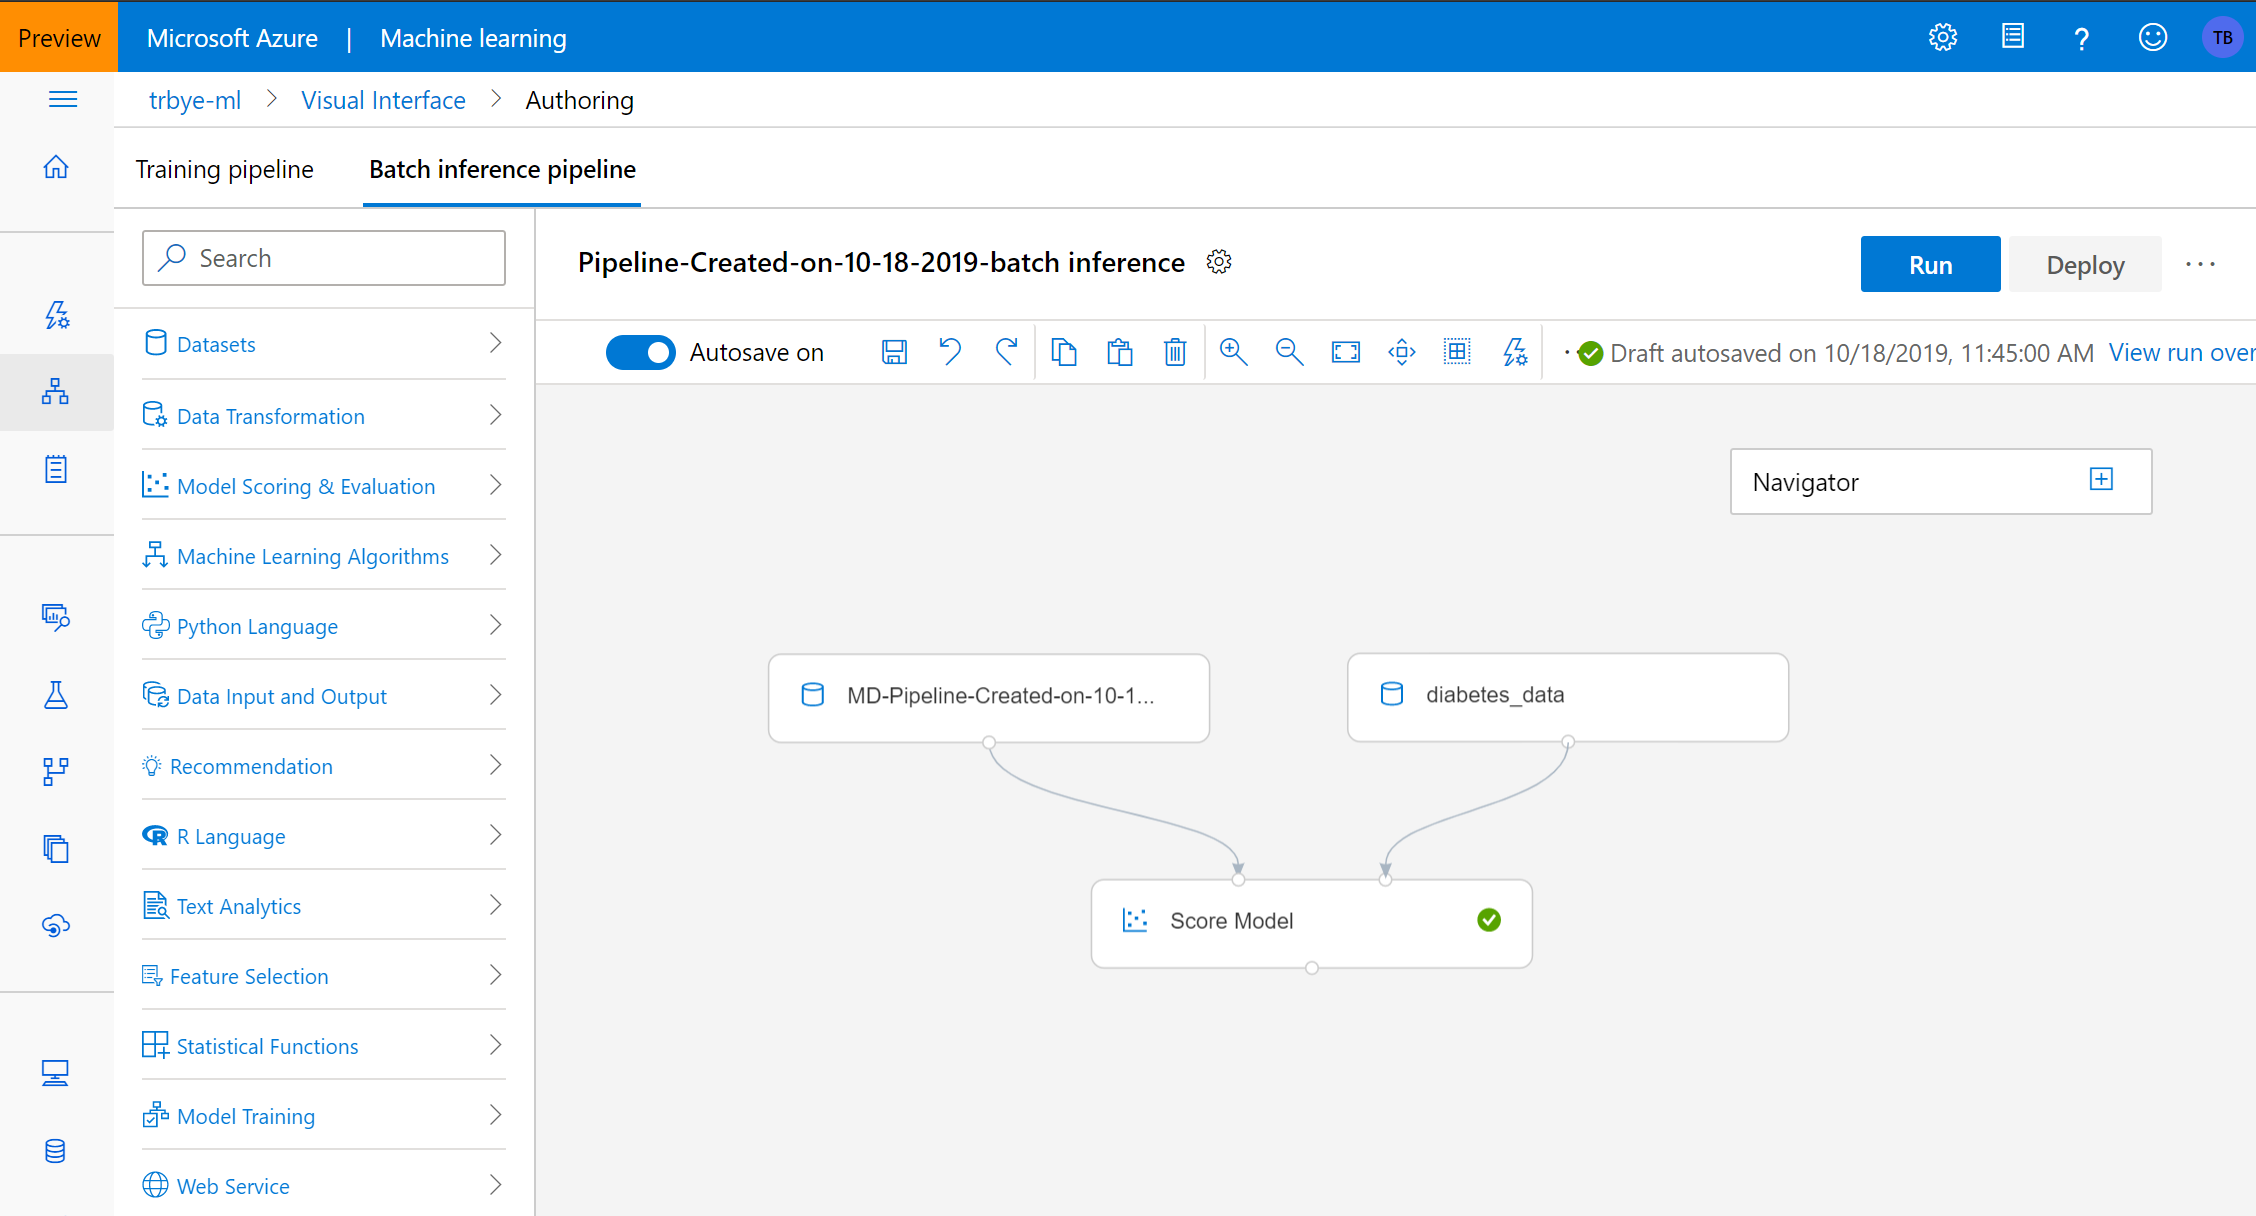 Preview
Microsoft Azure | Machine learning
TB
trbye-ml > Visual Interface > Authoring
Training pipeline
Batch inference pipeline
Search
Pipeline-Created-on-10-18-2019-batch inference
Run
Deploy
Autosave on
Draft autosaved on 10/18/2019, 11:45:00 AM
View run over
Datasets
Data Transformation
Model Scoring & Evaluation
Machine Learning Algorithms
Python Language
Data Input and Output
Recommendation
R Language
Text Analytics
Feature Selection
Statistical Functions
Model Training
Web Service
Navigator
MD-Pipeline-Created-on-10-1...
diabetes_data
Score Model